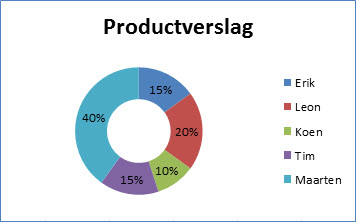 Productverslag
15%
20%
10%
15%
40%
Erik
Leon
Koen
Tim
Maarten